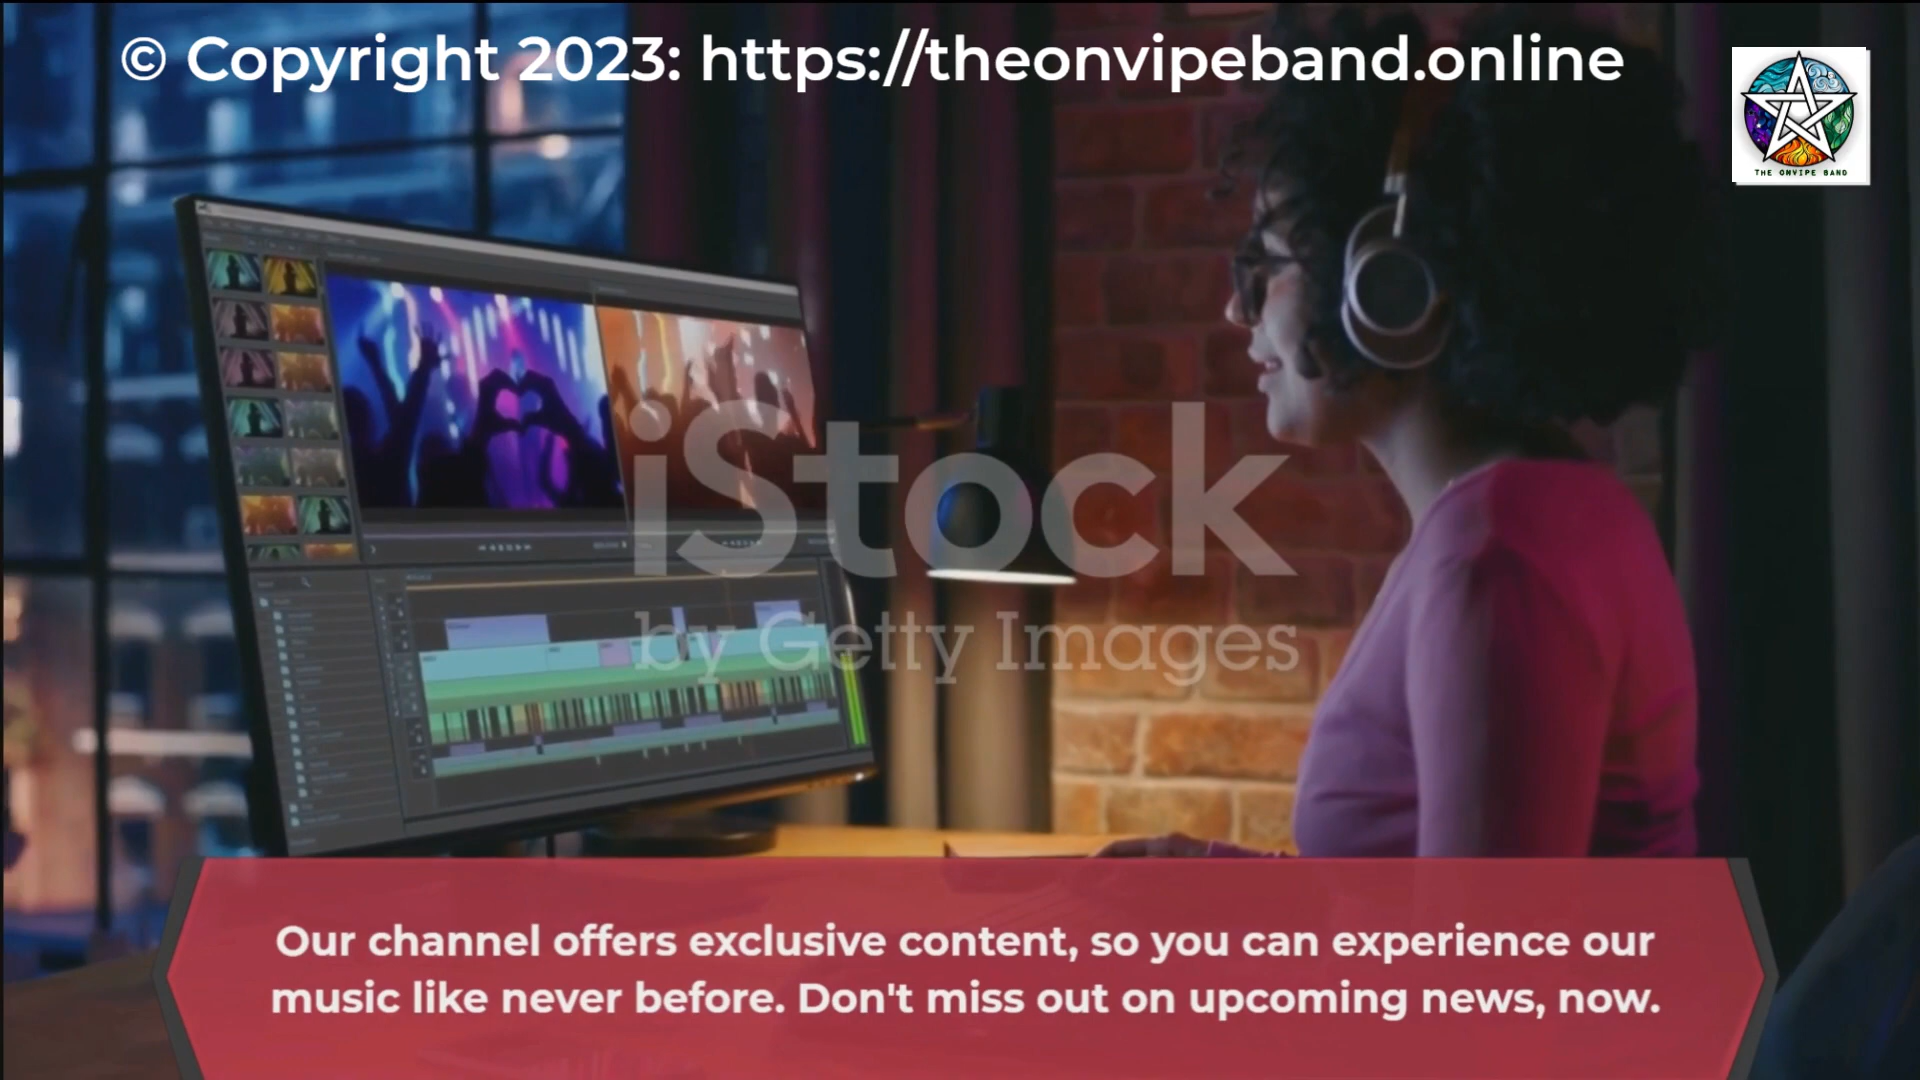 © Copyright 2023: https://theonvipeband.online
THE ONVIPE BAND
iStock
by Getty Images
Our channel offers exclusive content, so you can experience our
music like never before. Don't miss out on upcoming news, now.